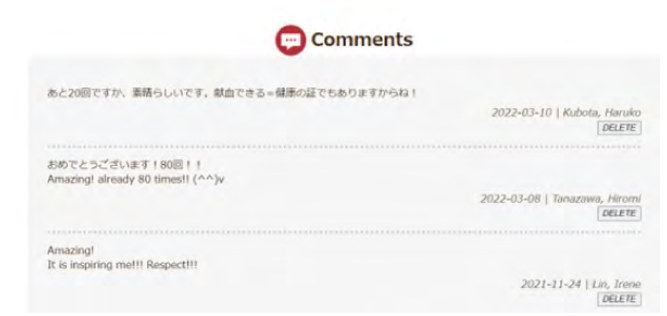 Comments
あと20回ですか、素晴らしいです。献血できる＝健康の証でもありますからね！
2022-03-10 | Kubota, Haruko
DELETE
おめでとうございます！80回！！
Amazing! already 80 times!! (^^)v
2022-03-08 | Tanazawa, Hiromi
DELETE
Amazing!
It is inspiring me!!! Respect!!!
2021-11-24 | Lin, Irene
DELETE